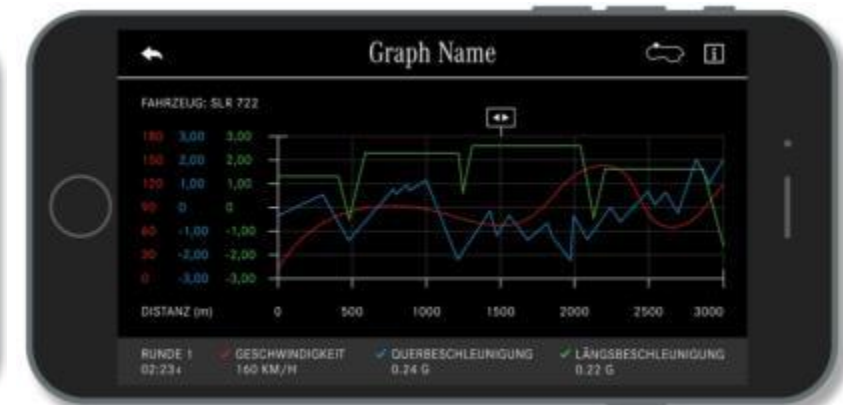 Graph Name
FAHRZEUG: SLR 722
180 3,00 3,00
150 2,00 2,00
120 1,00 1,00
90 0 0
60 -1,00 -1,00
30 -2,00 -2,00
0 -3,00 -3,00
DISTANZ (m) 0 500 1000 1500 2000 2500 3000
RUNDE 1 GESCHWINDIGKEIT QUERBESCHLEUNIGUNG LÄNGSBESCHLEUNIGUNG
02:234 160 KM/H 0.24 G 0.22 G